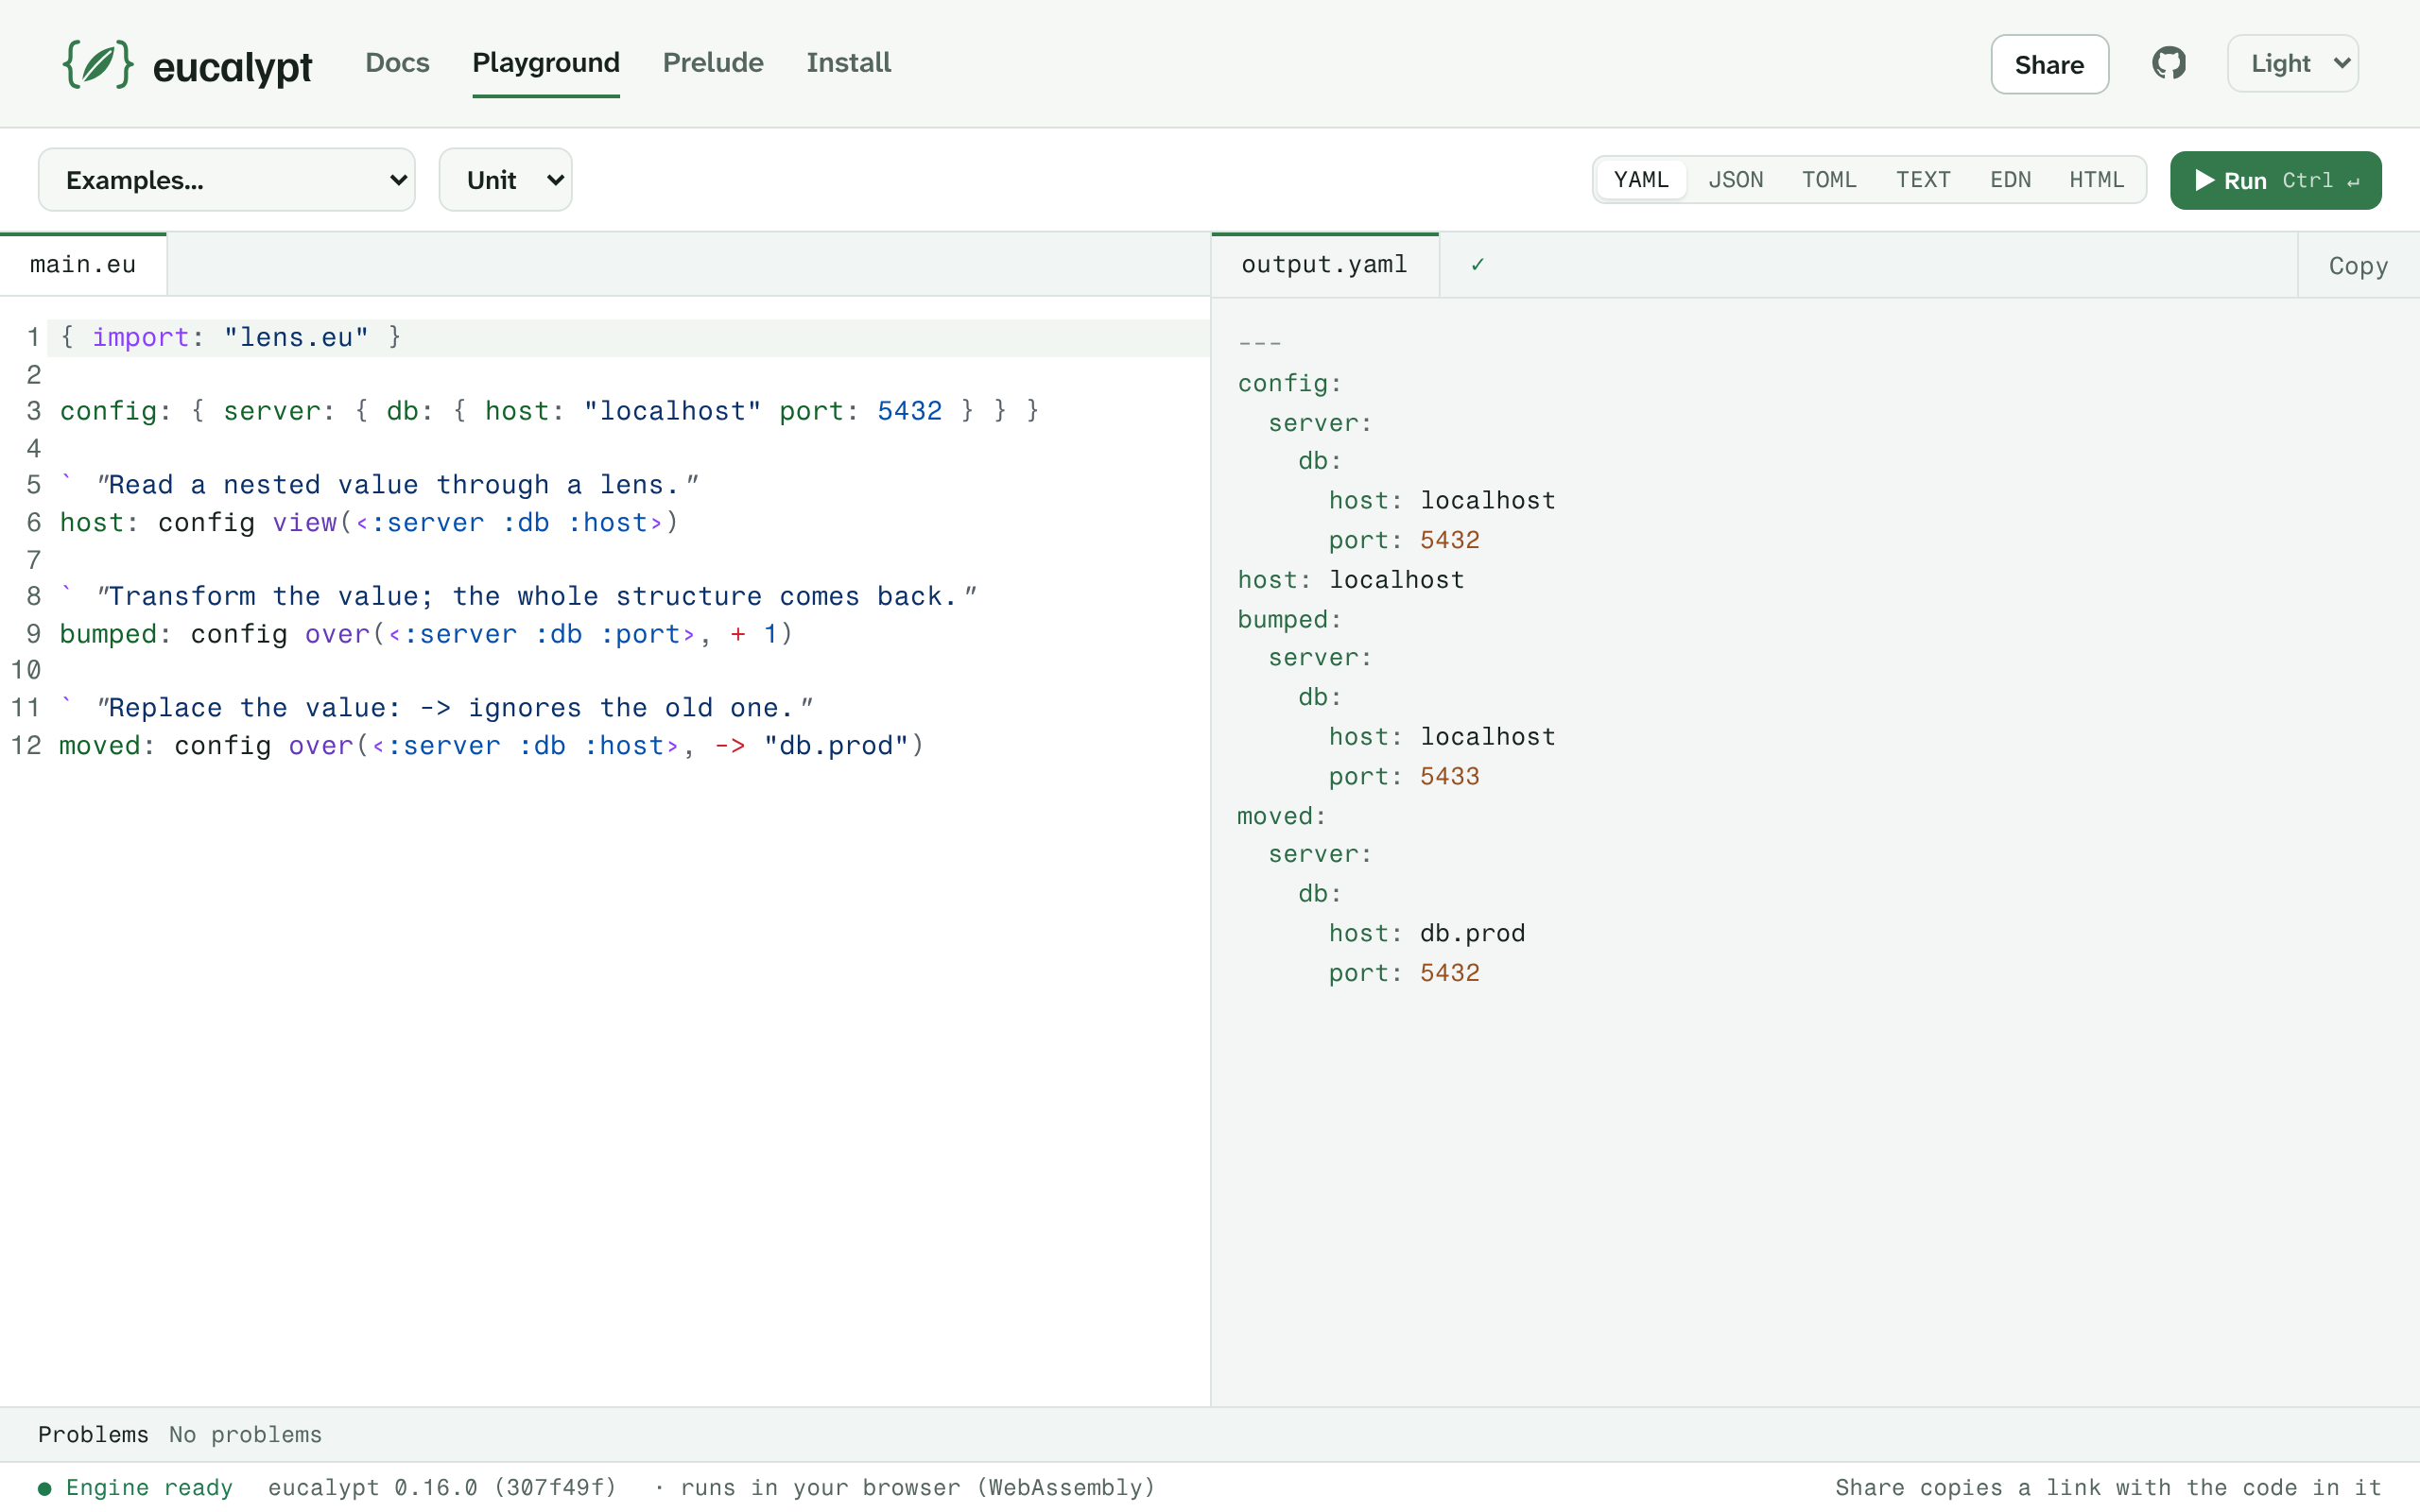 eucalypt Docs Playground Prelude Install Share Light
Examples... Unit YAML JSON TOML TEXT EDN HTML Run Ctrl ↵
main.eu
1 { import: "lens.eu" }
2
3 config: { server: { db: { host: "localhost" port: 5432 } } }
4
5 ` "Read a nested value through a lens."
6 host: config view(‹:server :db :host›)
7
8 ` "Transform the value; the whole structure comes back."
9 bumped: config over(‹:server :db :port›, + 1)
10
11 ` "Replace the value: -> ignores the old one."
12 moved: config over(‹:server :db :host›, -> "db.prod")
output.yaml ✓ Copy
---
config:
  server:
    db:
      host: localhost
      port: 5432
host: localhost
bumped:
  server:
    db:
      host: localhost
      port: 5433
moved:
  server:
    db:
      host: db.prod
      port: 5432
Problems No problems
Engine ready eucalypt 0.16.0 (307f49f) · runs in your browser (WebAssembly) Share copies a link with the code in it